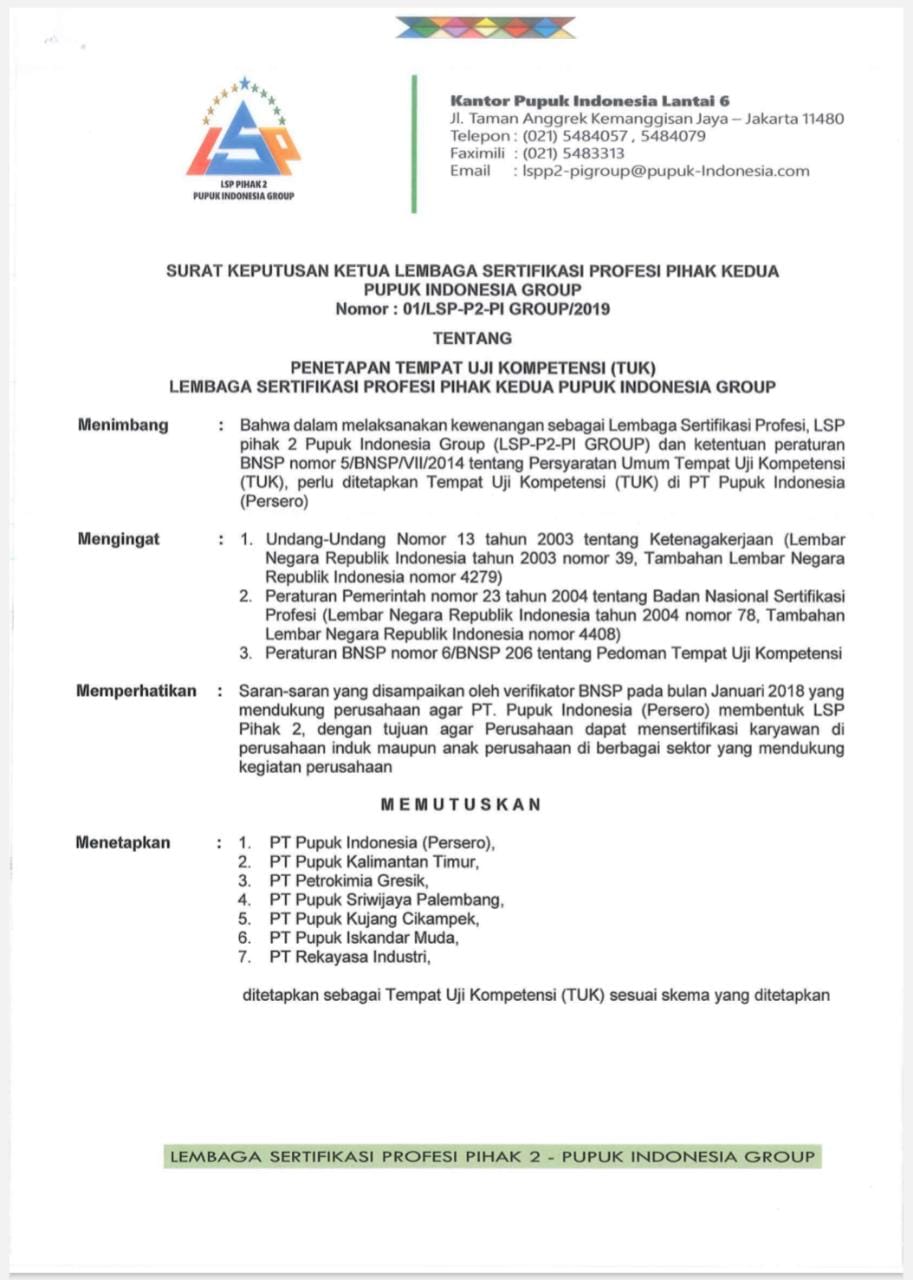 LSP
LSP PIHAK 2
PUPUK INDONESIA GROUP
Kantor Pupuk Indonesia Lantai 6
Jl. Taman Anggrek Kemanggisan Jaya – Jakarta 11480
Telepon : (021) 5484057 , 5484079
Faximili : (021) 5483313
Email : lspp2-pigroup@pupuk-Indonesia.com
SURAT KEPUTUSAN KETUA LEMBAGA SERTIFIKASI PROFESI PIHAK KEDUA
PUPUK INDONESIA GROUP
Nomor : 01/LSP-P2-PI GROUP/2019
TENTANG
PENETAPAN TEMPAT UJI KOMPETENSI (TUK)
LEMBAGA SERTIFIKASI PROFESI PIHAK KEDUA PUPUK INDONESIA GROUP
Menimbang : Bahwa dalam melaksanakan kewenangan sebagai Lembaga Sertifikasi Profesi, LSP
pihak 2 Pupuk Indonesia Group (LSP-P2-PI GROUP) dan ketentuan peraturan
BNSP nomor 5/BNSP/VII/2014 tentang Persyaratan Umum Tempat Uji Kompetensi
(TUK), perlu ditetapkan Tempat Uji Kompetensi (TUK) di PT Pupuk Indonesia
(Persero)
Mengingat : 1. Undang-Undang Nomor 13 tahun 2003 tentang Ketenagakerjaan (Lembar
Negara Republik Indonesia tahun 2003 nomor 39, Tambahan Lembar Negara
Republik Indonesia nomor 4279)
2. Peraturan Pemerintah nomor 23 tahun 2004 tentang Badan Nasional Sertifikasi
Profesi (Lembar Negara Republik Indonesia tahun 2004 nomor 78, Tambahan
Lembar Negara Republik Indonesia nomor 4408)
3. Peraturan BNSP nomor 6/BNSP 206 tentang Pedoman Tempat Uji Kompetensi
Memperhatikan : Saran-saran yang disampaikan oleh verifikator BNSP pada bulan Januari 2018 yang
mendukung perusahaan agar PT. Pupuk Indonesia (Persero) membentuk LSP
Pihak 2, dengan tujuan agar Perusahaan dapat mensertifikasi karyawan di
perusahaan induk maupun anak perusahaan di berbagai sektor yang mendukung
kegiatan perusahaan
M E M U T U S K A N
Menetapkan : 1. PT Pupuk Indonesia (Persero),
2. PT Pupuk Kalimantan Timur,
3. PT Petrokimia Gresik,
4. PT Pupuk Sriwijaya Palembang,
5. PT Pupuk Kujang Cikampek,
6. PT Pupuk Iskandar Muda,
7. PT Rekayasa Industri,
ditetapkan sebagai Tempat Uji Kompetensi (TUK) sesuai skema yang ditetapkan
LEMBAGA SERTIFIKASI PROFESI PIHAK 2 - PUPUK INDONESIA GROUP